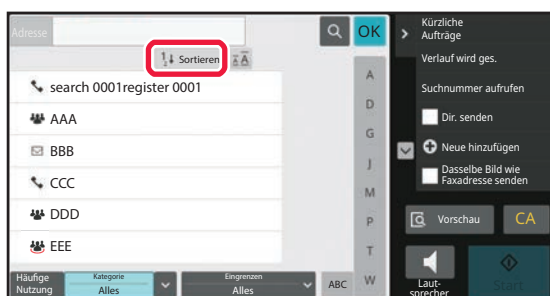 Adresse
OK
Sortieren
A
search 0001register 0001
AAA
BBB
CCC
DDD
EEE
A
D
G
J
M
P
T
W
Häufige
Nutzung
Kategorie
Alles
Eingrenzen
Alles
ABC
Kürzliche
Aufträge
Verlauf wird ges.
Suchnummer aufrufen
Dir. senden
Neue hinzufügen
Dasselbe Bild wie
Faxadresse senden
Vorschau
CA
Laut-
sprecher
Start